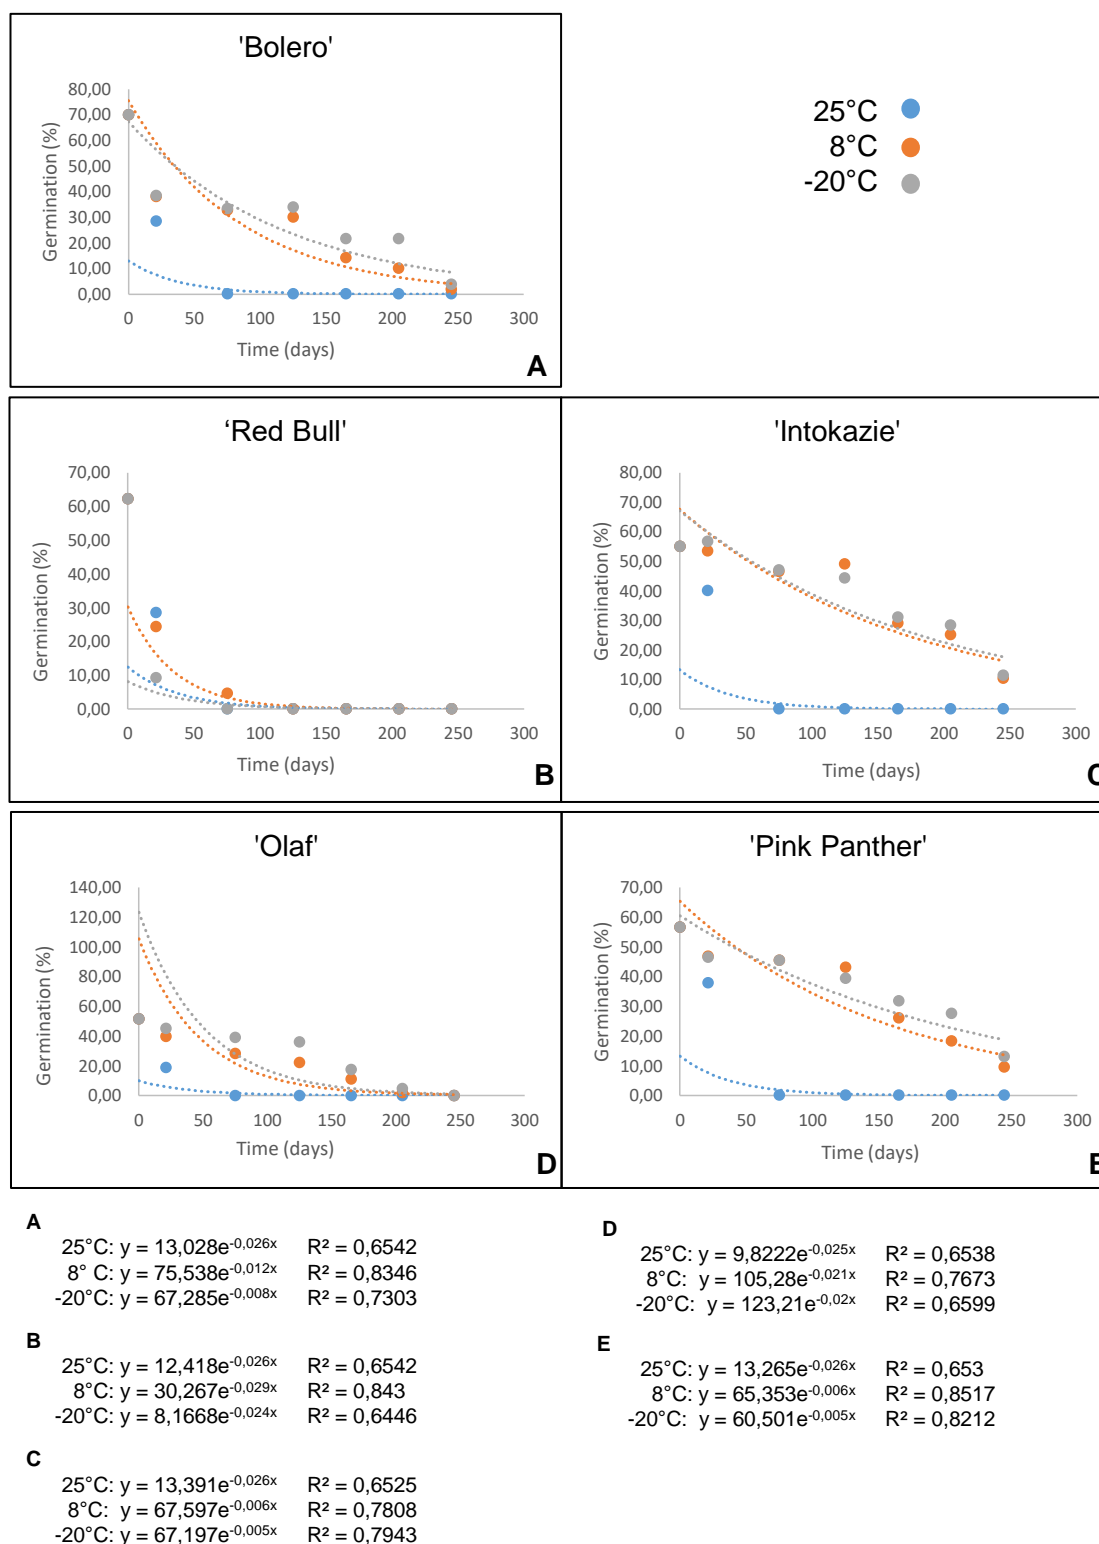 'Bolero'
80,00
70,00
60,00
50,00
40,00
30,00
20,00
10,00
0,00
Germination (%)
0 50 100 150 200 250 300
Time (days)
A
25°C
8°C
-20°C
‘Red Bull'
70,00
60,00
50,00
40,00
30,00
20,00
10,00
0,00
Germination (%)
0 50 100 150 200 250 300
Time (days)
B
'Intokazie'
80,00
70,00
60,00
50,00
40,00
30,00
20,00
10,00
0,00
Germination (%)
0 50 100 150 200 250 300
Time (days)
C
'Olaf'
140,00
120,00
100,00
80,00
60,00
40,00
20,00
0,00
Germination (%)
0 50 100 150 200 250 300
Time (days)
D
'Pink Panther'
70,00
60,00
50,00
40,00
30,00
20,00
10,00
0,00
Germination (%)
0 50 100 150 200 250 300
Time (days)
E
A
25°C: y = 13,028e^-0,026x R² = 0,6542
8° C: y = 75,538e^-0,012x R² = 0,8346
-20°C: y = 67,285e^-0,008x R² = 0,7303
B
25°C: y = 12,418e^-0,026x R² = 0,6542
8°C: y = 30,267e^-0,029x R² = 0,843
-20°C: y = 8,1668e^-0,024x R² = 0,6446
C
25°C: y = 13,391e^-0,026x R² = 0,6525
8°C: y = 67,597e^-0,006x R² = 0,7808
-20°C: y = 67,197e^-0,005x R² = 0,7943
D
25°C: y = 9,8222e^-0,025x R² = 0,6538
8°C: y = 105,28e^-0,021x R² = 0,7673
-20°C: y = 123,21e^-0,02x R² = 0,6599
E
25°C: y = 13,265e^-0,026x R² = 0,653
8°C: y = 65,353e^-0,006x R² = 0,8517
-20°C: y = 60,501e^-0,005x R² = 0,8212